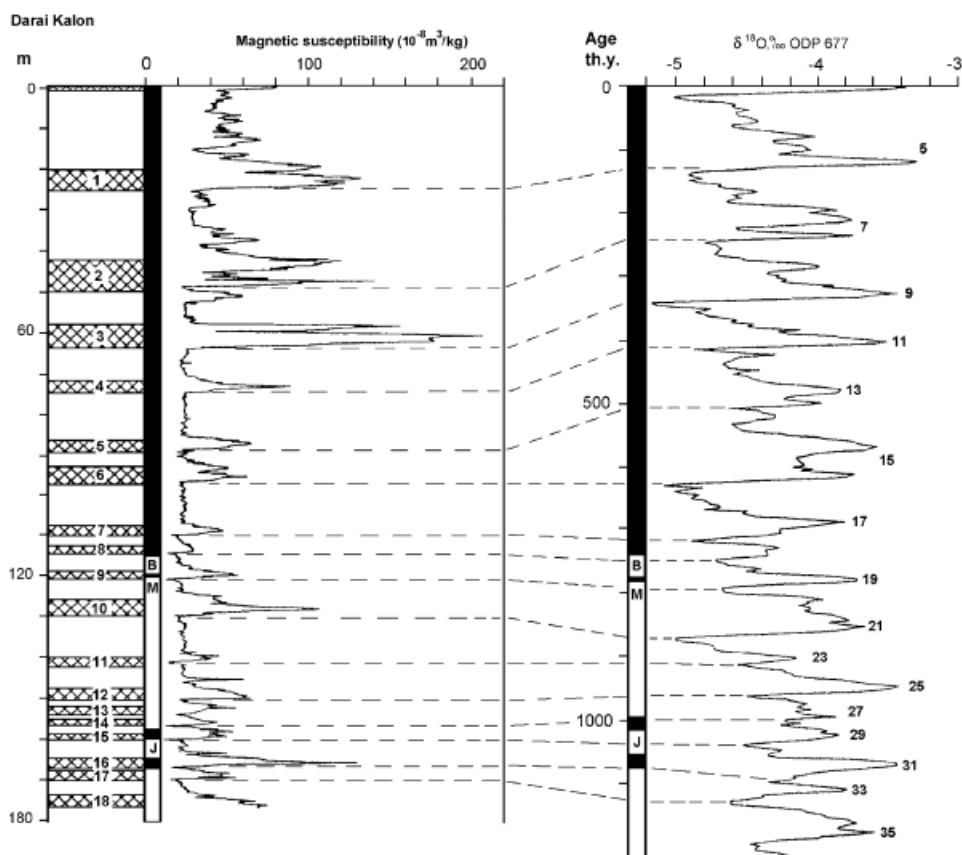 Darai Kalon
m
Magnetic susceptibility (10⁻⁸m³/kg)
0 100 200
Age
th.y.
δ ¹⁸O,‰ ODP 677
-5 -4 -3
0
60
120
180
1
2
3
4
5
6
7
8
9
10
11
12
13
14
15
16
17
18
B
M
J
0
500
1000
B
M
J
5
7
9
11
13
15
17
19
21
23
25
27
29
31
33
35